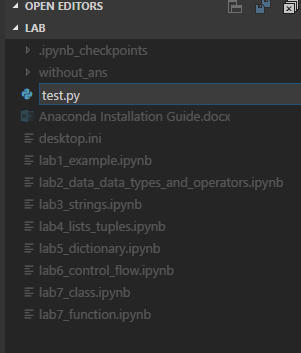 OPEN EDITORS
LAB
.ipynb_checkpoints
without_ans
test.py
Anaconda Installation Guide.docx
desktop.ini
lab1_example.ipynb
lab2_data_data_types_and_operators.ipynb
lab3_strings.ipynb
lab4_lists_tuples.ipynb
lab5_dictionary.ipynb
lab6_control_flow.ipynb
lab7_class.ipynb
lab7_function.ipynb